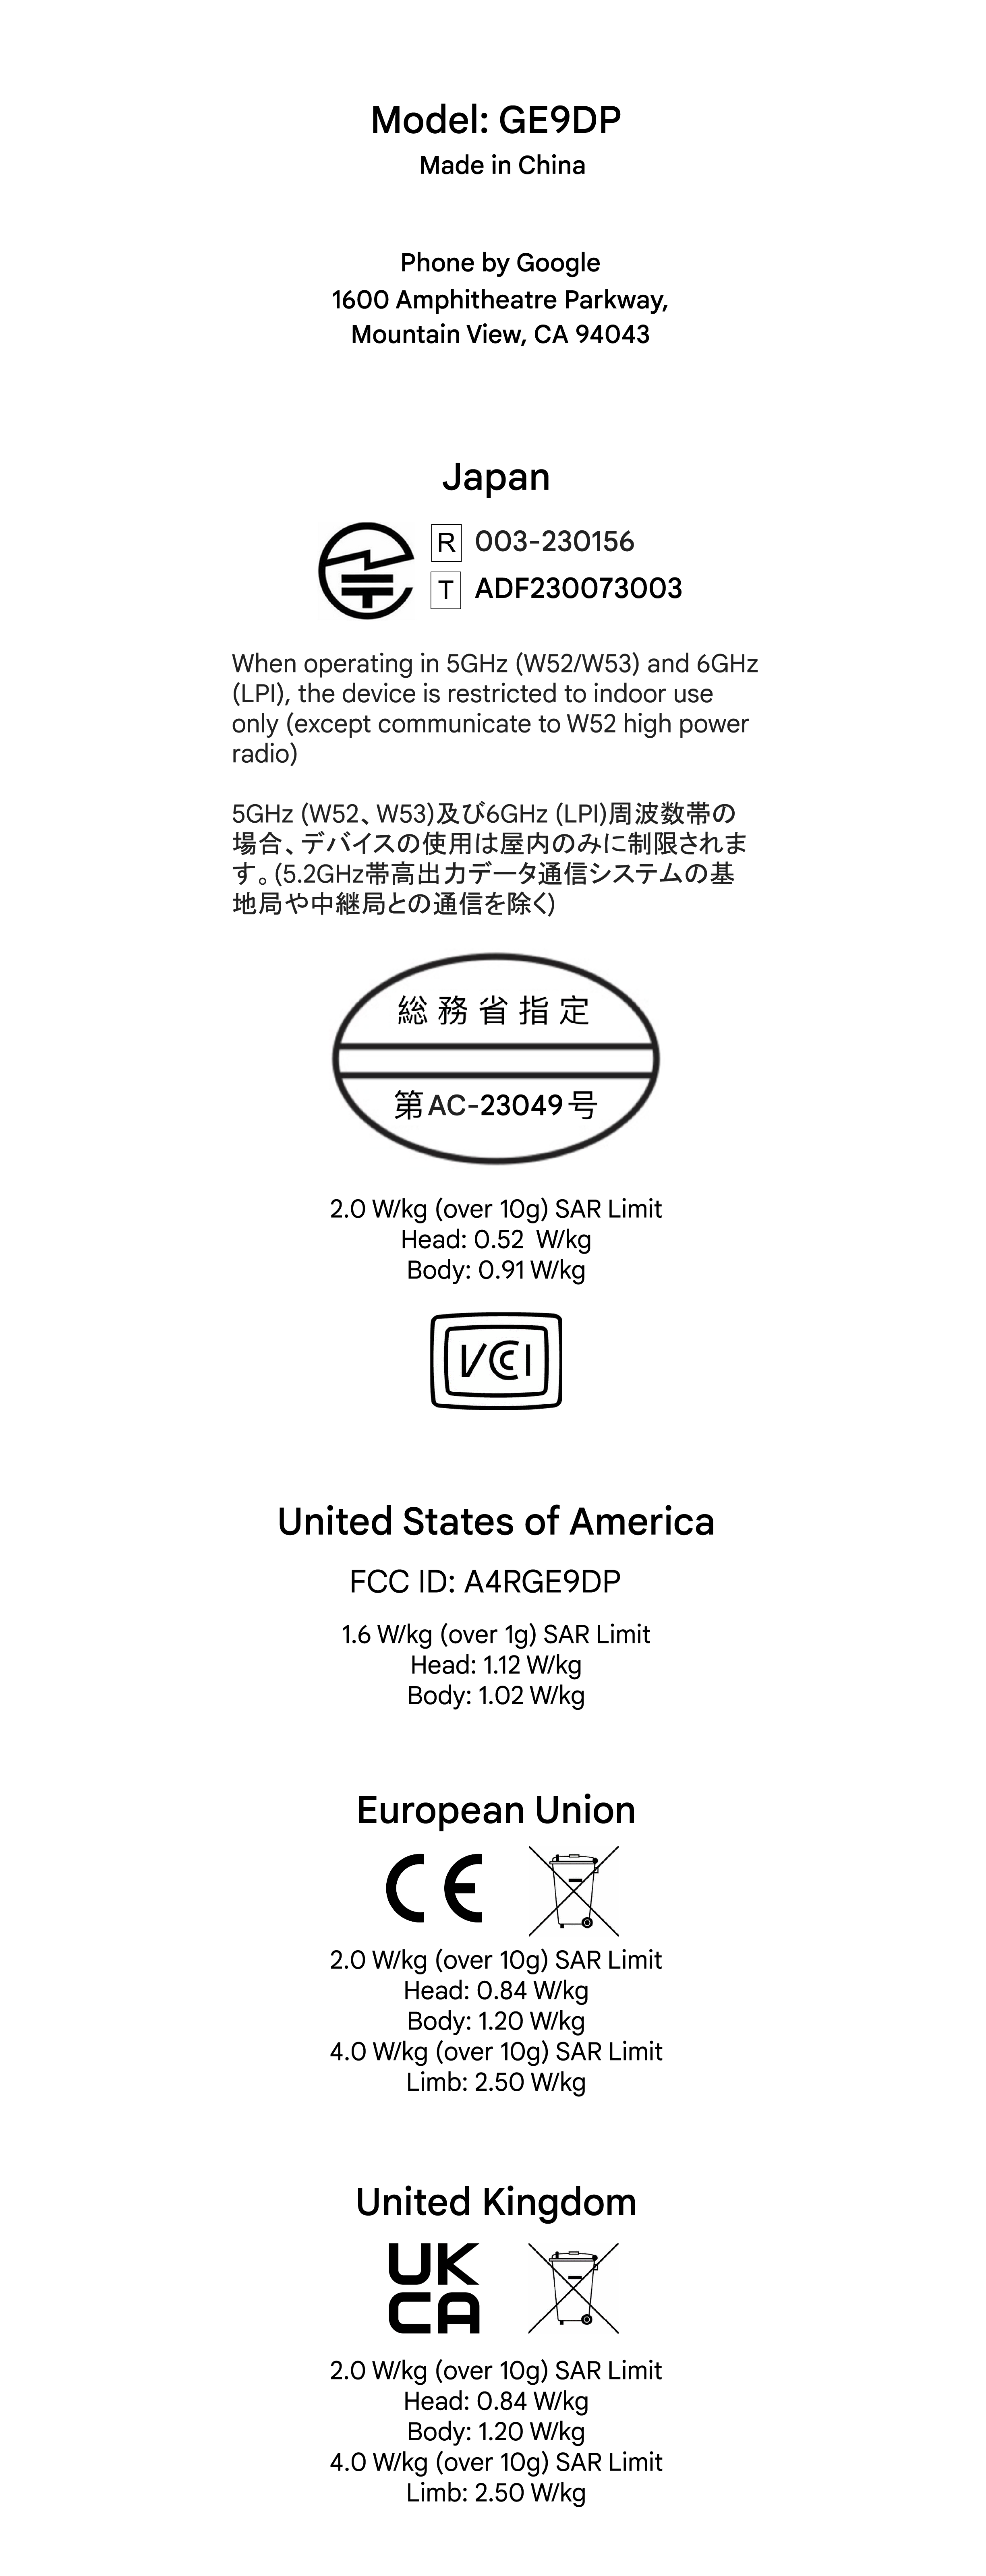 Model: GE9DP
Made in China
Phone by Google
1600 Amphitheatre Parkway,
Mountain View, CA 94043
Japan
R 003-230156
T ADF230073003
When operating in 5GHz (W52/W53) and 6GHz
(LPI), the device is restricted to indoor use
only (except communicate to W52 high power
radio)
5GHz (W52、W53)及び6GHz (LPI)周波数帯の
場合、デバイスの使用は屋内のみに制限されま
す。(5.2GHz帯高出力データ通信システムの基
地局や中継局との通信を除く)
総務省指定
第AC-23049号
2.0 W/kg (over 10g) SAR Limit
Head: 0.52 W/kg
Body: 0.91 W/kg
VCCI
United States of America
FCC ID: A4RGE9DP
1.6 W/kg (over 1g) SAR Limit
Head: 1.12 W/kg
Body: 1.02 W/kg
European Union
CE
2.0 W/kg (over 10g) SAR Limit
Head: 0.84 W/kg
Body: 1.20 W/kg
4.0 W/kg (over 10g) SAR Limit
Limb: 2.50 W/kg
United Kingdom
UK
CA
2.0 W/kg (over 10g) SAR Limit
Head: 0.84 W/kg
Body: 1.20 W/kg
4.0 W/kg (over 10g) SAR Limit
Limb: 2.50 W/kg